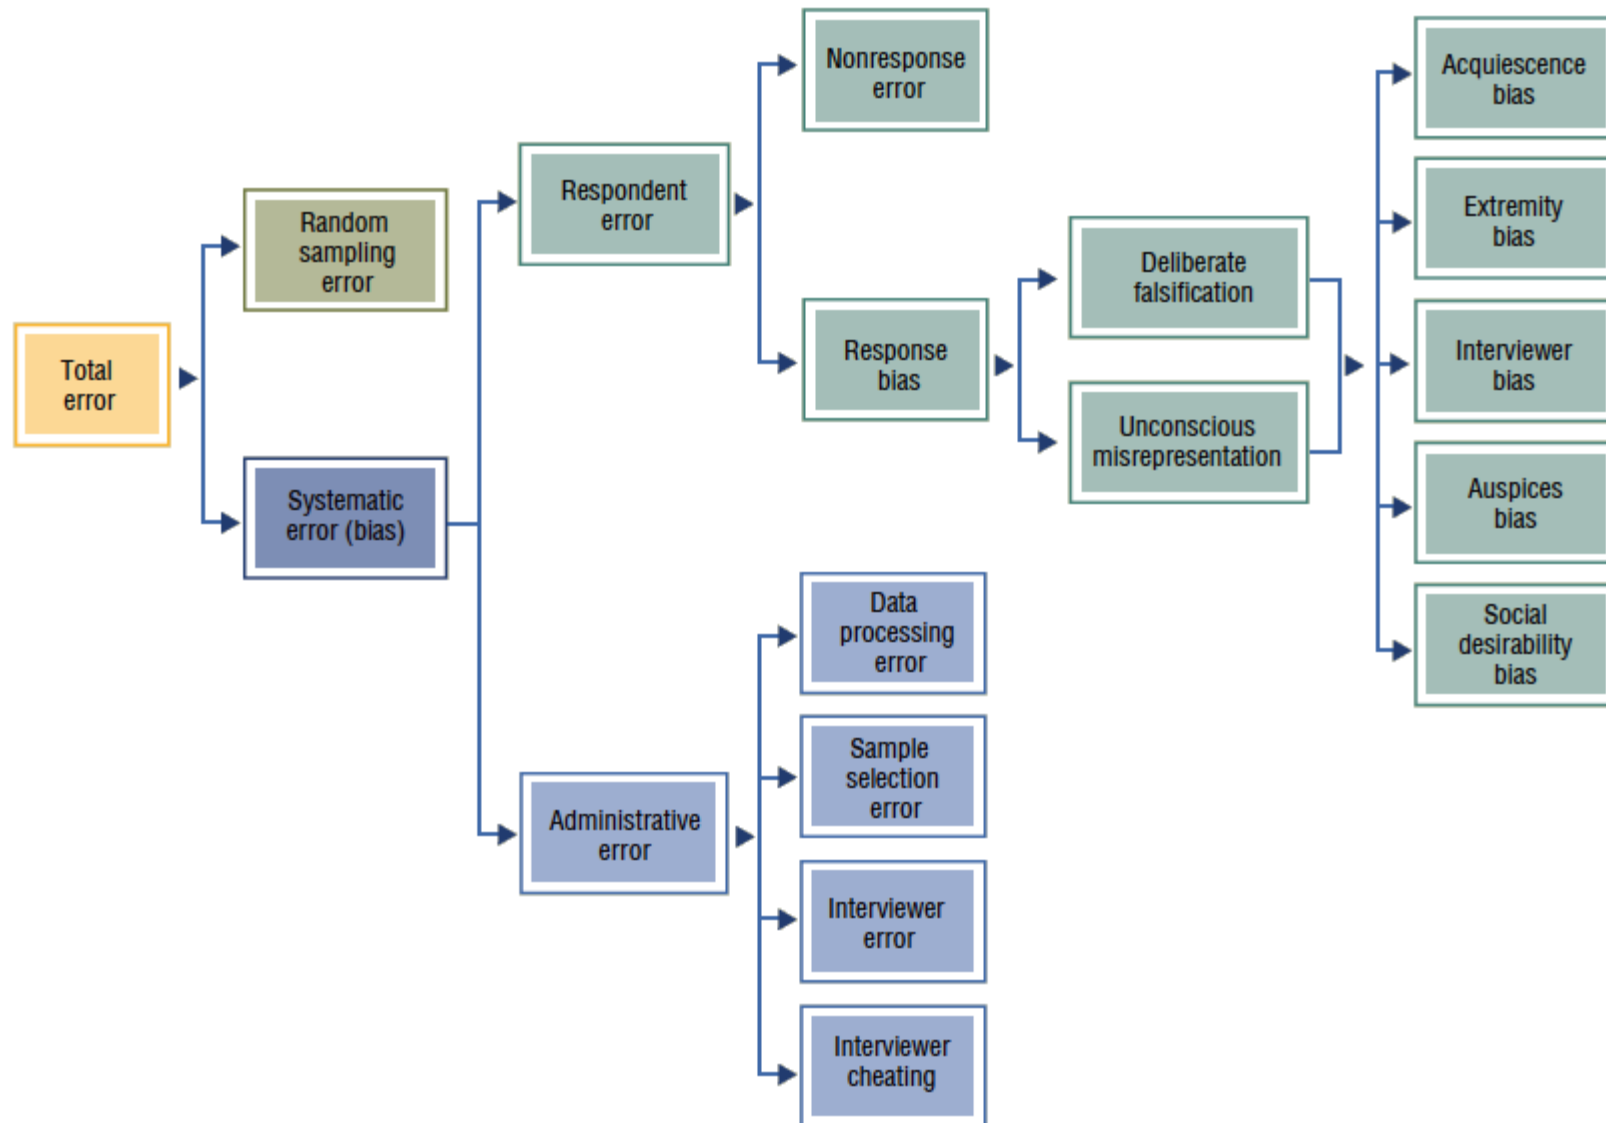 Total
error
Random
sampling
error
Systematic
error (bias)
Respondent
error
Administrative
error
Nonresponse
error
Response
bias
Data
processing
error
Sample
selection
error
Interviewer
error
Interviewer
cheating
Deliberate
falsification
Unconscious
misrepresentation
Acquiescence
bias
Extremity
bias
Interviewer
bias
Auspices
bias
Social
desirability
bias